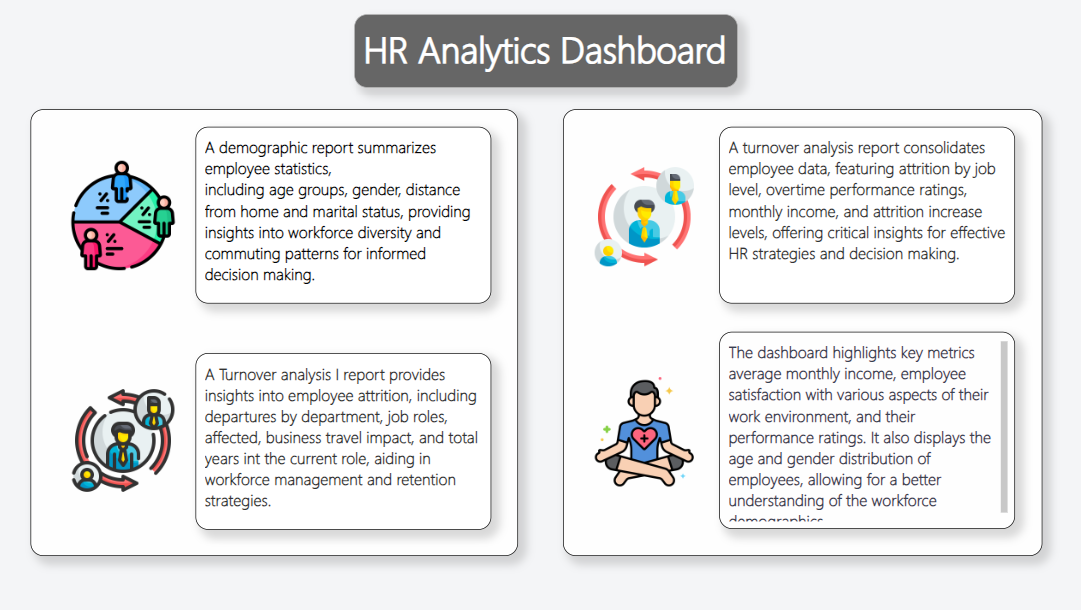 HR Analytics Dashboard
A demographic report summarizes
employee statistics,
including age groups, gender, distance
from home and marital status, providing
insights into workforce diversity and
commuting patterns for informed
decision making.
A Turnover analysis I report provides
insights into employee attrition, including
departures by department, job roles,
affected, business travel impact, and total
years int the current role, aiding in
workforce management and retention
strategies.
A turnover analysis report consolidates
employee data, featuring attrition by job
level, overtime performance ratings,
monthly income, and attrition increase
levels, offering critical insights for effective
HR strategies and decision making.
The dashboard highlights key metrics
average monthly income, employee
satisfaction with various aspects of their
work environment, and their
performance ratings. It also displays the
age and gender distribution of
employees, allowing for a better
understanding of the workforce
demographics